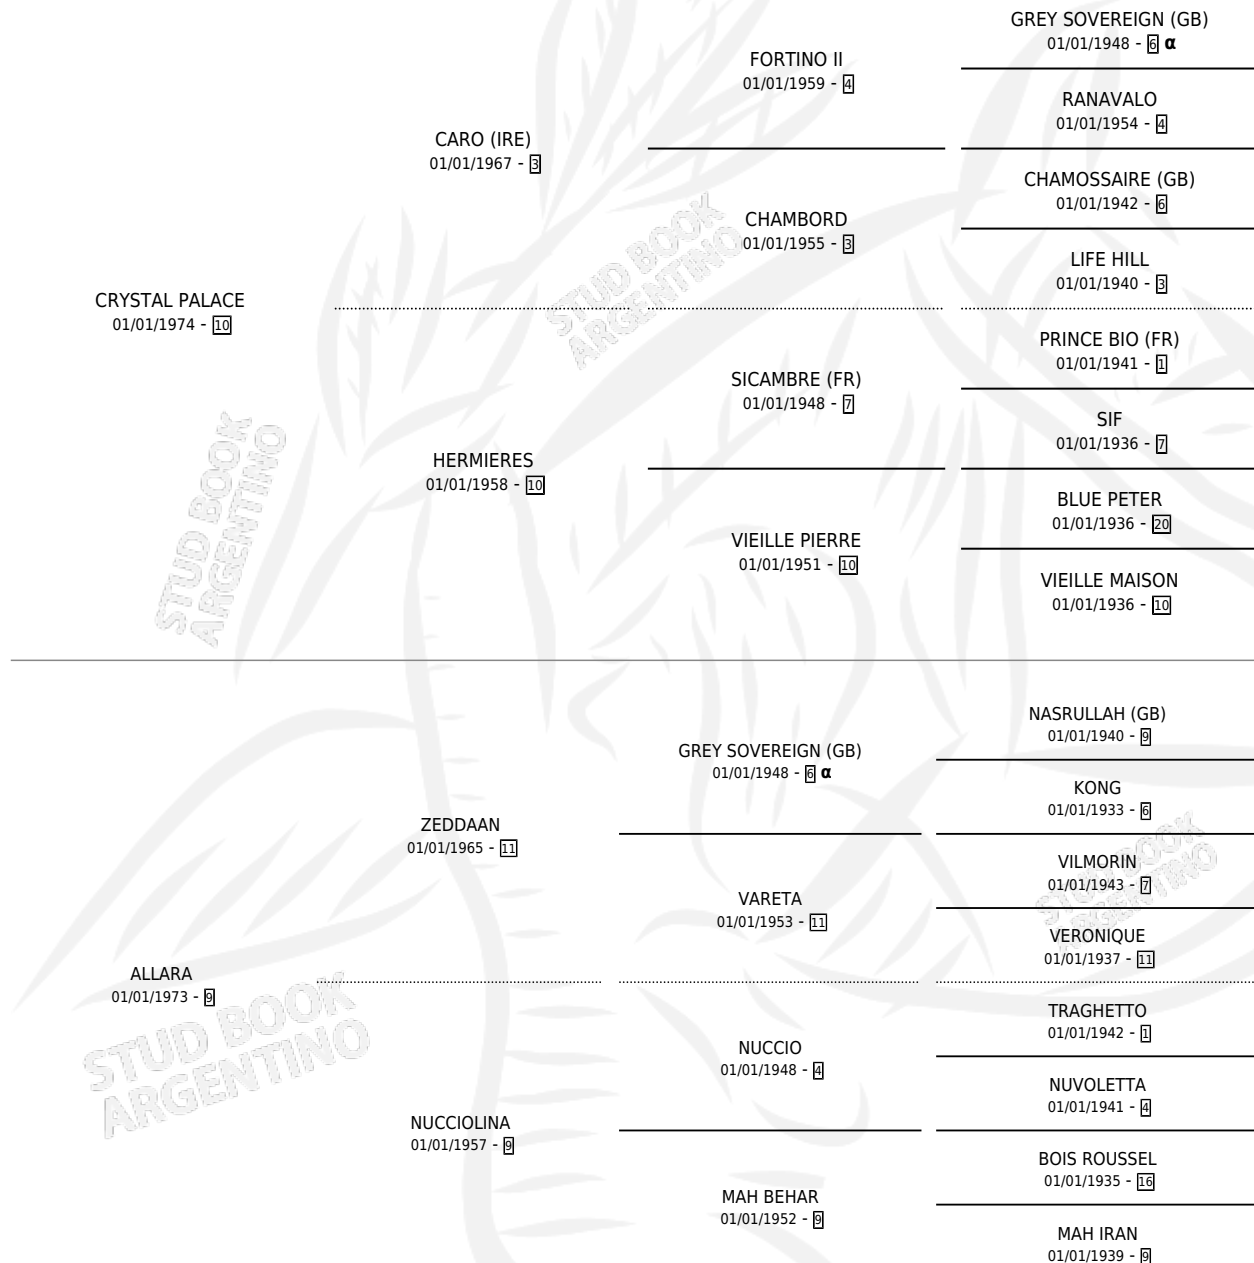 GREY SOVEREIGN (GB)
01/01/1948 - 6 α
FORTINO II
01/01/1959 - 4
RANAVALO
01/01/1954 - 4
CARO (IRE)
01/01/1967 - 3
CHAMOSSAIRE (GB)
01/01/1942 - 6
CHAMBORD
01/01/1955 - 3
LIFE HILL
01/01/1940 - 3
CRYSTAL PALACE
01/01/1974 - 10
PRINCE BIO (FR)
01/01/1941 - 1
SICAMBRE (FR)
01/01/1948 - 7
SIF
01/01/1936 - 7
HERMIERES
01/01/1958 - 10
BLUE PETER
01/01/1936 - 20
VIEILLE PIERRE
01/01/1951 - 10
VIEILLE MAISON
01/01/1936 - 10
NASRULLAH (GB)
01/01/1940 - 9
GREY SOVEREIGN (GB)
01/01/1948 - 6 α
KONG
01/01/1933 - 6
ZEDDAAN
01/01/1965 - 11
VILMORIN
01/01/1943 - 7
VARETA
01/01/1953 - 11
VERONIQUE
01/01/1937 - 11
ALLARA
01/01/1973 - 9
TRAGHETTO
01/01/1942 - 1
NUCCIO
01/01/1948 - 4
NUVOLETTA
01/01/1941 - 4
NUCCIOLINA
01/01/1957 - 9
BOIS ROUSSEL
01/01/1935 - 16
MAH BEHAR
01/01/1952 - 9
MAH IRAN
01/01/1939 - 9
STUD BOOK
ARGENTINO
STUD BOOK
ARGENTINO
STUD BOOK
ARGENTINO
STUD BOOK
ARGENTINO